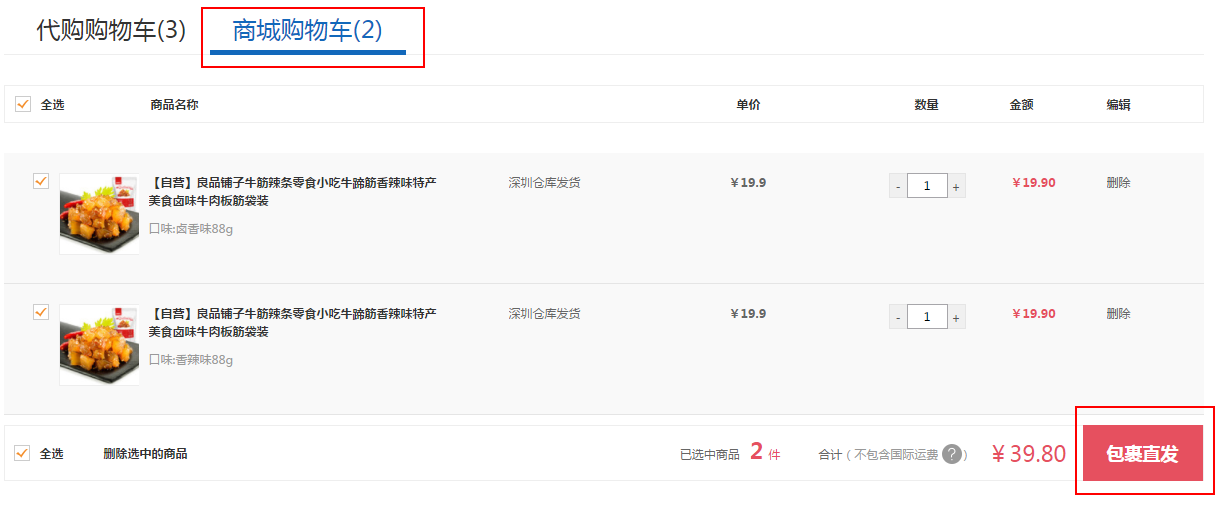 代购购物车(3) 商城购物车(2)
全选 商品名称 单价 数量 金额 编辑
【自营】良品铺子牛筋辣条零食小吃牛蹄筋香辣味特产 深圳仓库发货 ￥19.9 - 1 + ￥19.90 删除
美食卤味牛肉板筋袋装
口味:卤香味88g
【自营】良品铺子牛筋辣条零食小吃牛蹄筋香辣味特产 深圳仓库发货 ￥19.9 - 1 + ￥19.90 删除
美食卤味牛肉板筋袋装
口味:香辣味88g
全选 删除选中的商品 已选中商品 2 件 合计 ( 不包含国际运费 ? ) ￥39.80 包裹直发